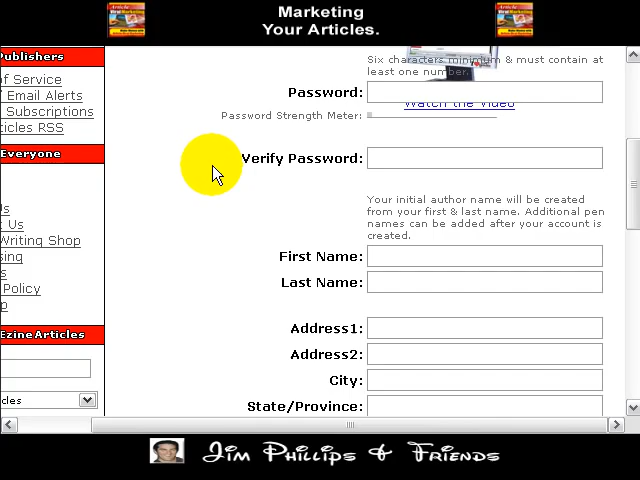 Marketing
Your Articles.
Publishers
of Service
Email Alerts
Subscriptions
ticles RSS
Everyone
Us
t Us
Writing Shop
sing
s
Policy
p
Ezine Articles
cles
Six characters minimum & must contain at
least one number.
Password:
Watch the Video
Password Strength Meter:
Verify Password:
Your initial author name will be created
from your first & last name. Additional pen
names can be added after your account is
created.
First Name:
Last Name:
Address1:
Address2:
City:
State/Province:
Jim Phillips & Friends